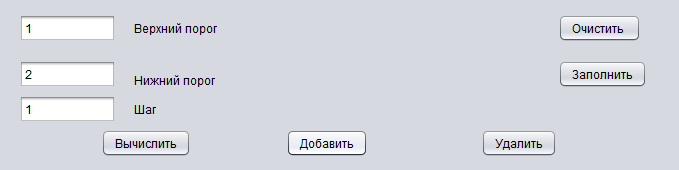 1 Верхний порог Очистить
2 Нижний порог Заполнить
1 Шаг
Вычислить Добавить Удалить